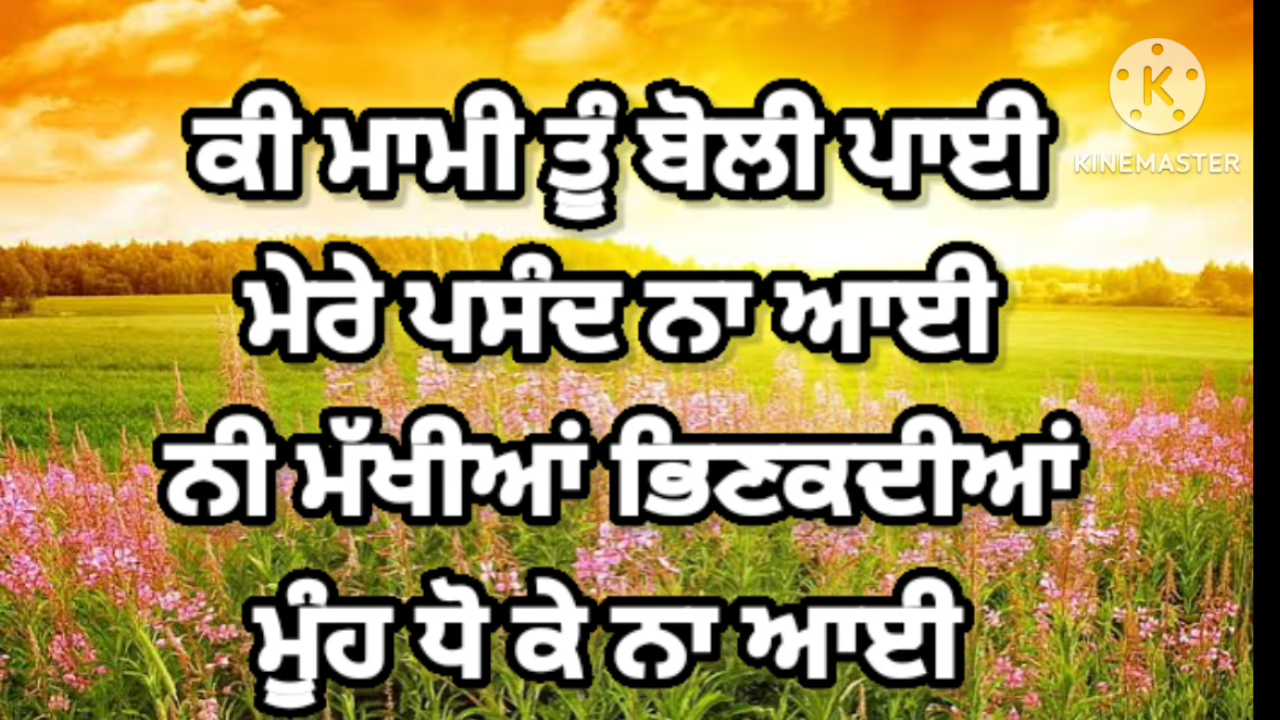 ਕੀ ਮਾਮੀ ਤੂੰ ਬੋਲੀ ਪਾਈ
KINEMASTER
ਮੇਰੇ ਪਸੰਦ ਨਾ ਆਈ
ਨੀ ਮੱਖੀਆਂ ਭਿਣਕਦੀਆਂ
ਮੂੰਹ ਧੋ ਕੇ ਨਾ ਆਈ